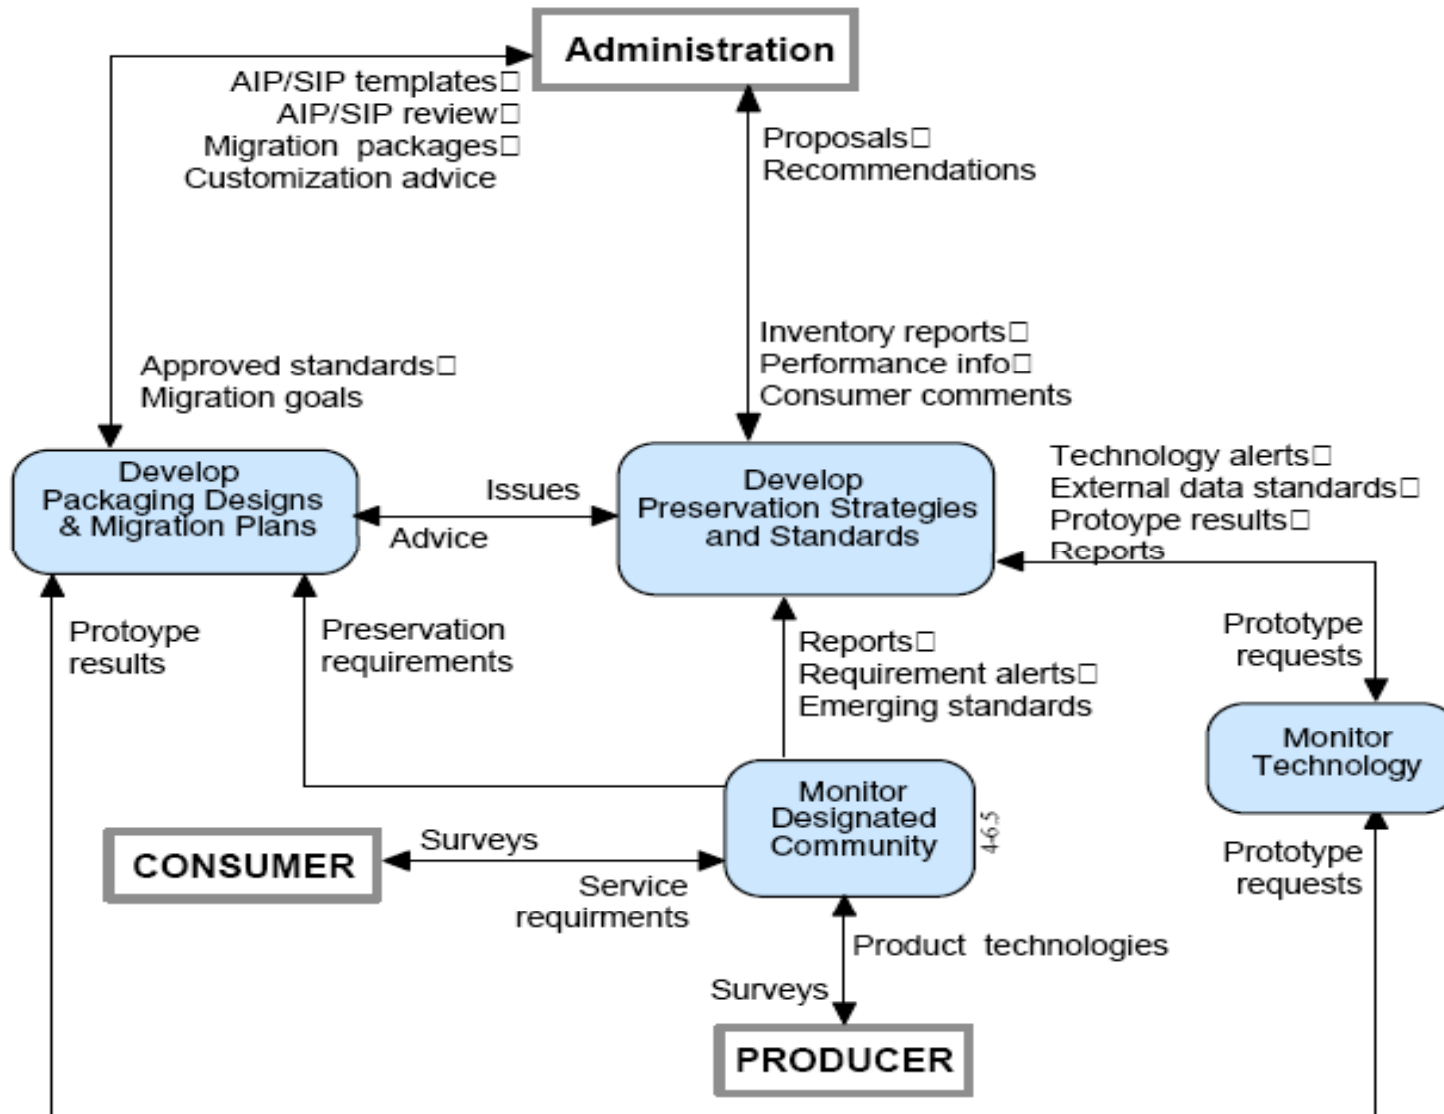 Administration
AIP/SIP templates□
AIP/SIP review□
Migration packages□
Customization advice
Proposals□
Recommendations
Approved standards□
Migration goals
Inventory reports□
Performance info□
Consumer comments
Develop
Packaging Designs
& Migration Plans
Issues
Advice
Develop
Preservation Strategies
and Standards
Technology alerts□
External data standards□
Protoype results□
Reports
Protoype
results
Preservation
requirements
Reports□
Requirement alerts□
Emerging standards
Prototype
requests
Monitor
Technology
Monitor
Designated
Community
4-6.5
CONSUMER
Surveys
Service
requirments
Prototype
requests
Product technologies
Surveys
PRODUCER